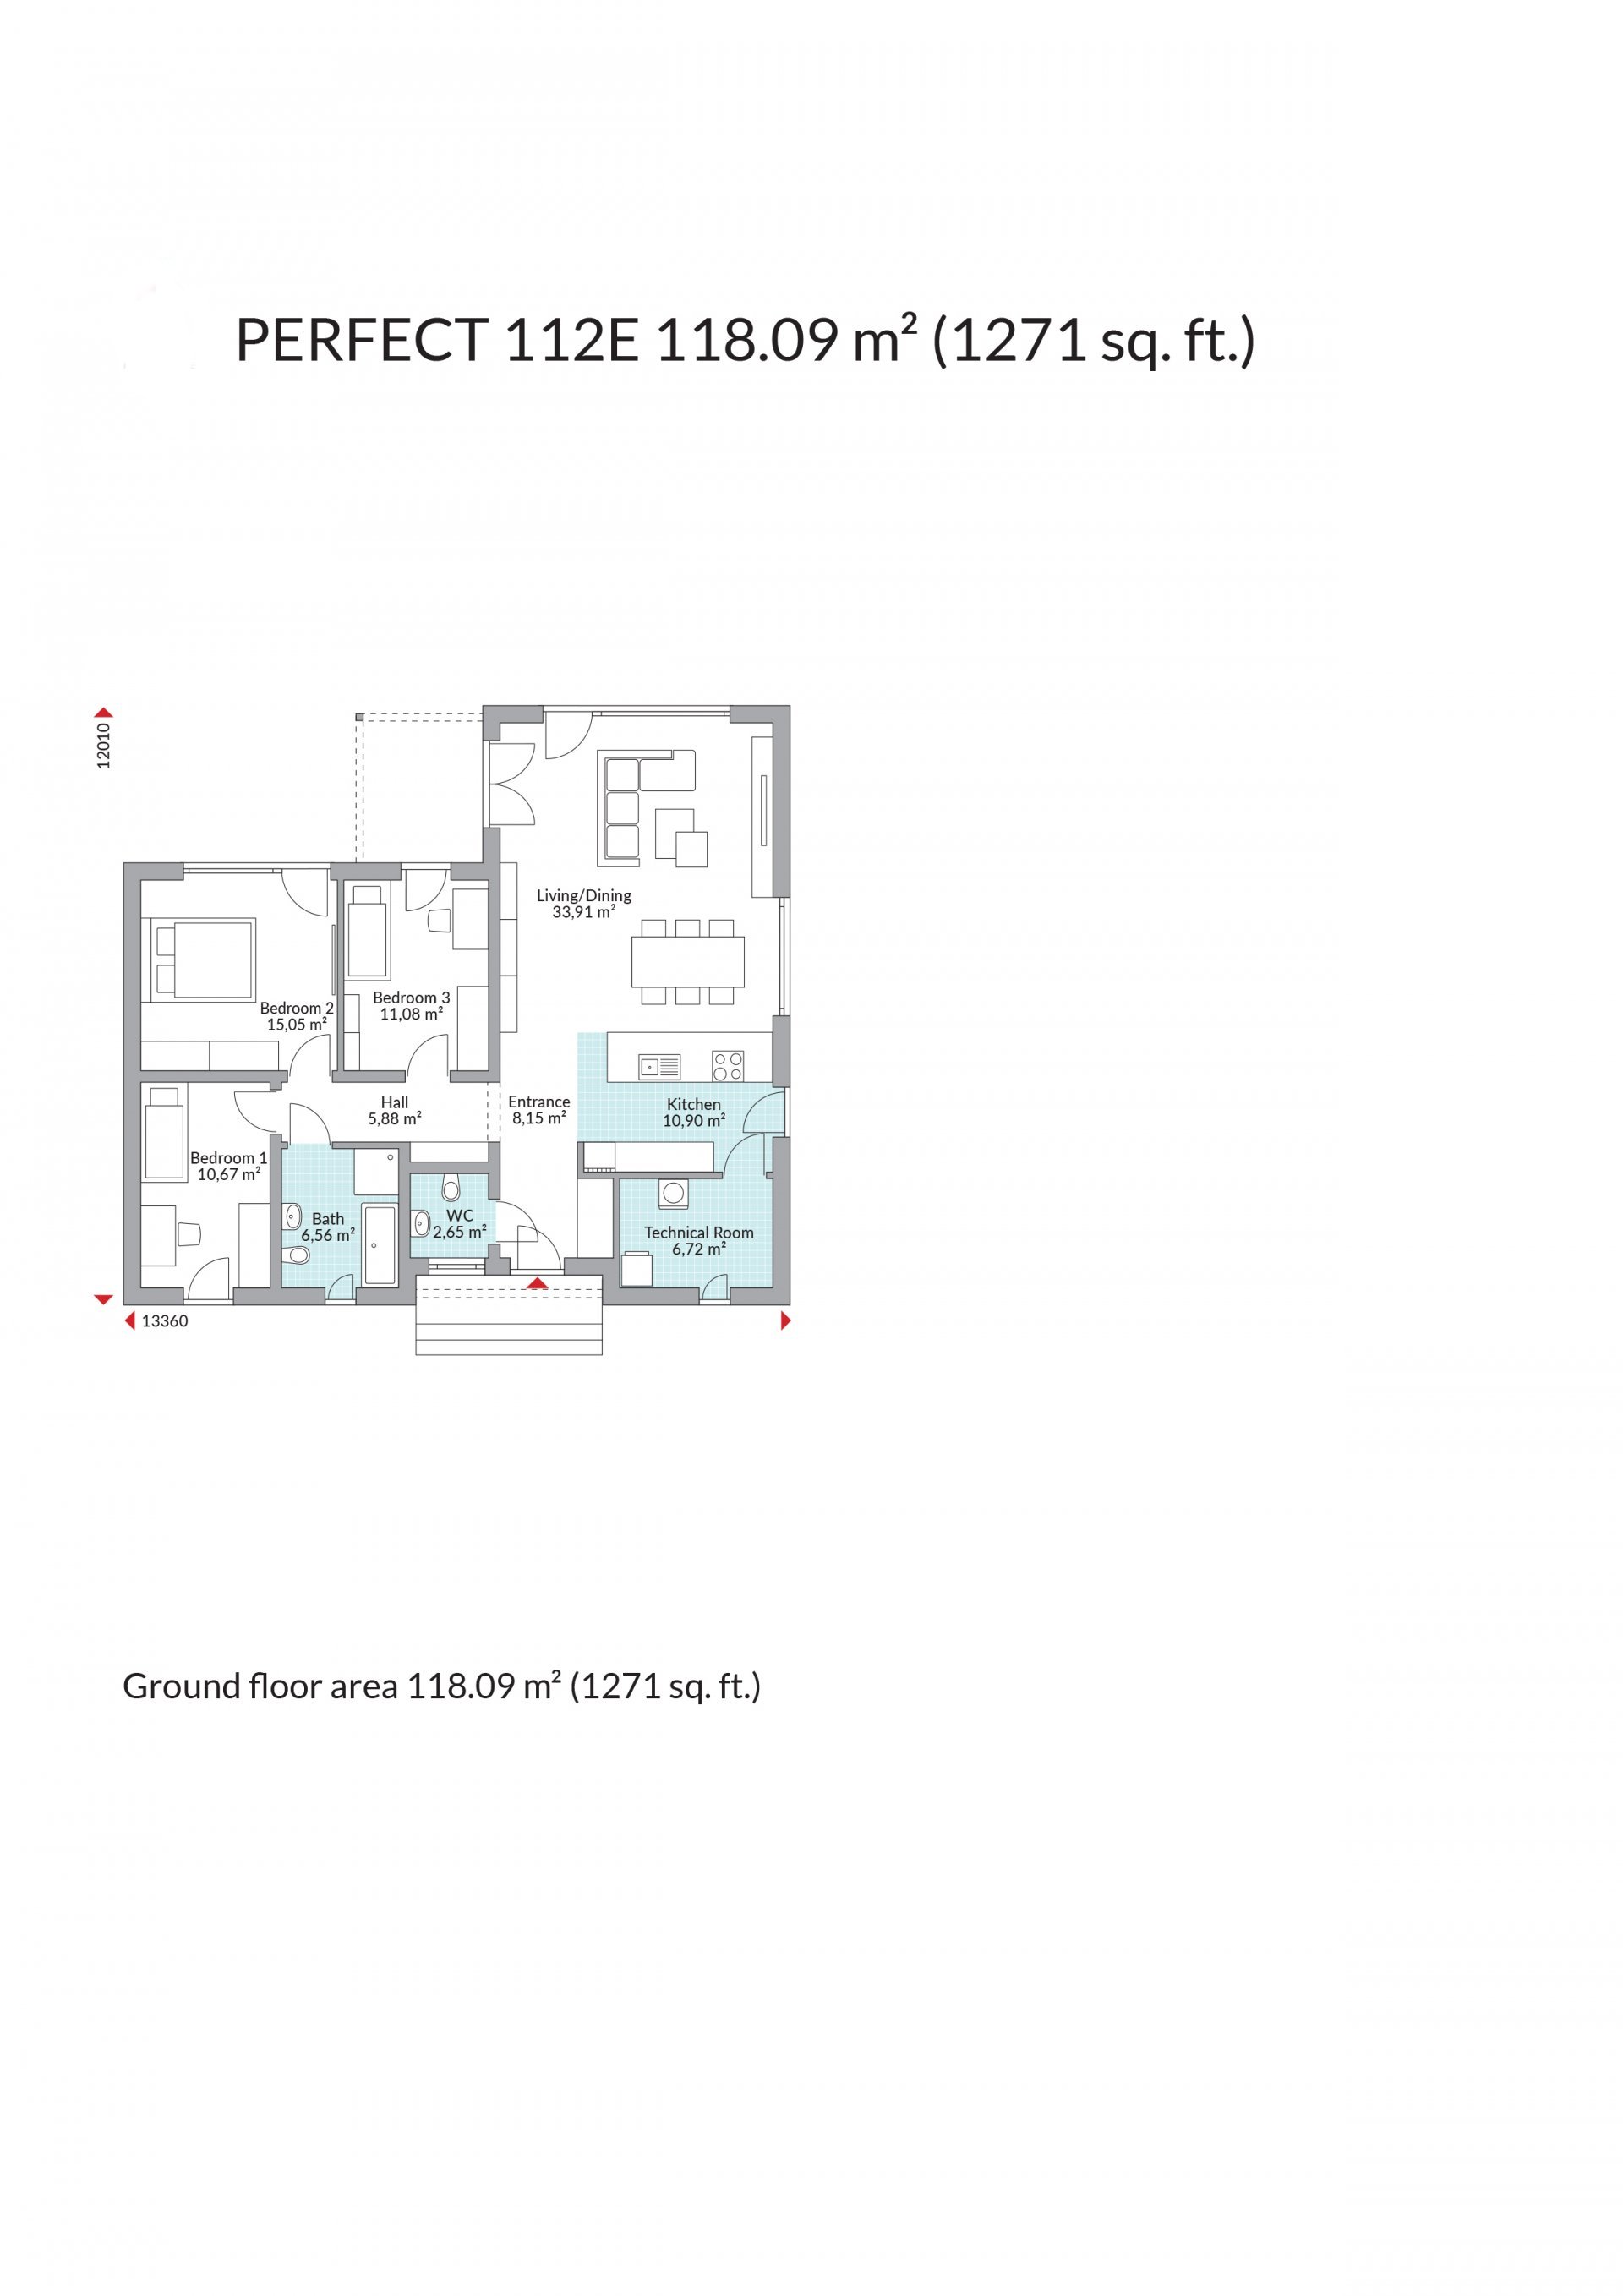 PERFECT 112E 118.09 m² (1271 sq. ft.)
12010
Living/Dining
33,91 m²
Bedroom 2
15,05 m²
Bedroom 3
11,08 m²
Hall
5,88 m²
Entrance
8,15 m²
Kitchen
10,90 m²
Bedroom 1
10,67 m²
Bath
6,56 m²
WC
2,65 m²
Technical Room
6,72 m²
13360
Ground floor area 118.09 m² (1271 sq. ft.)